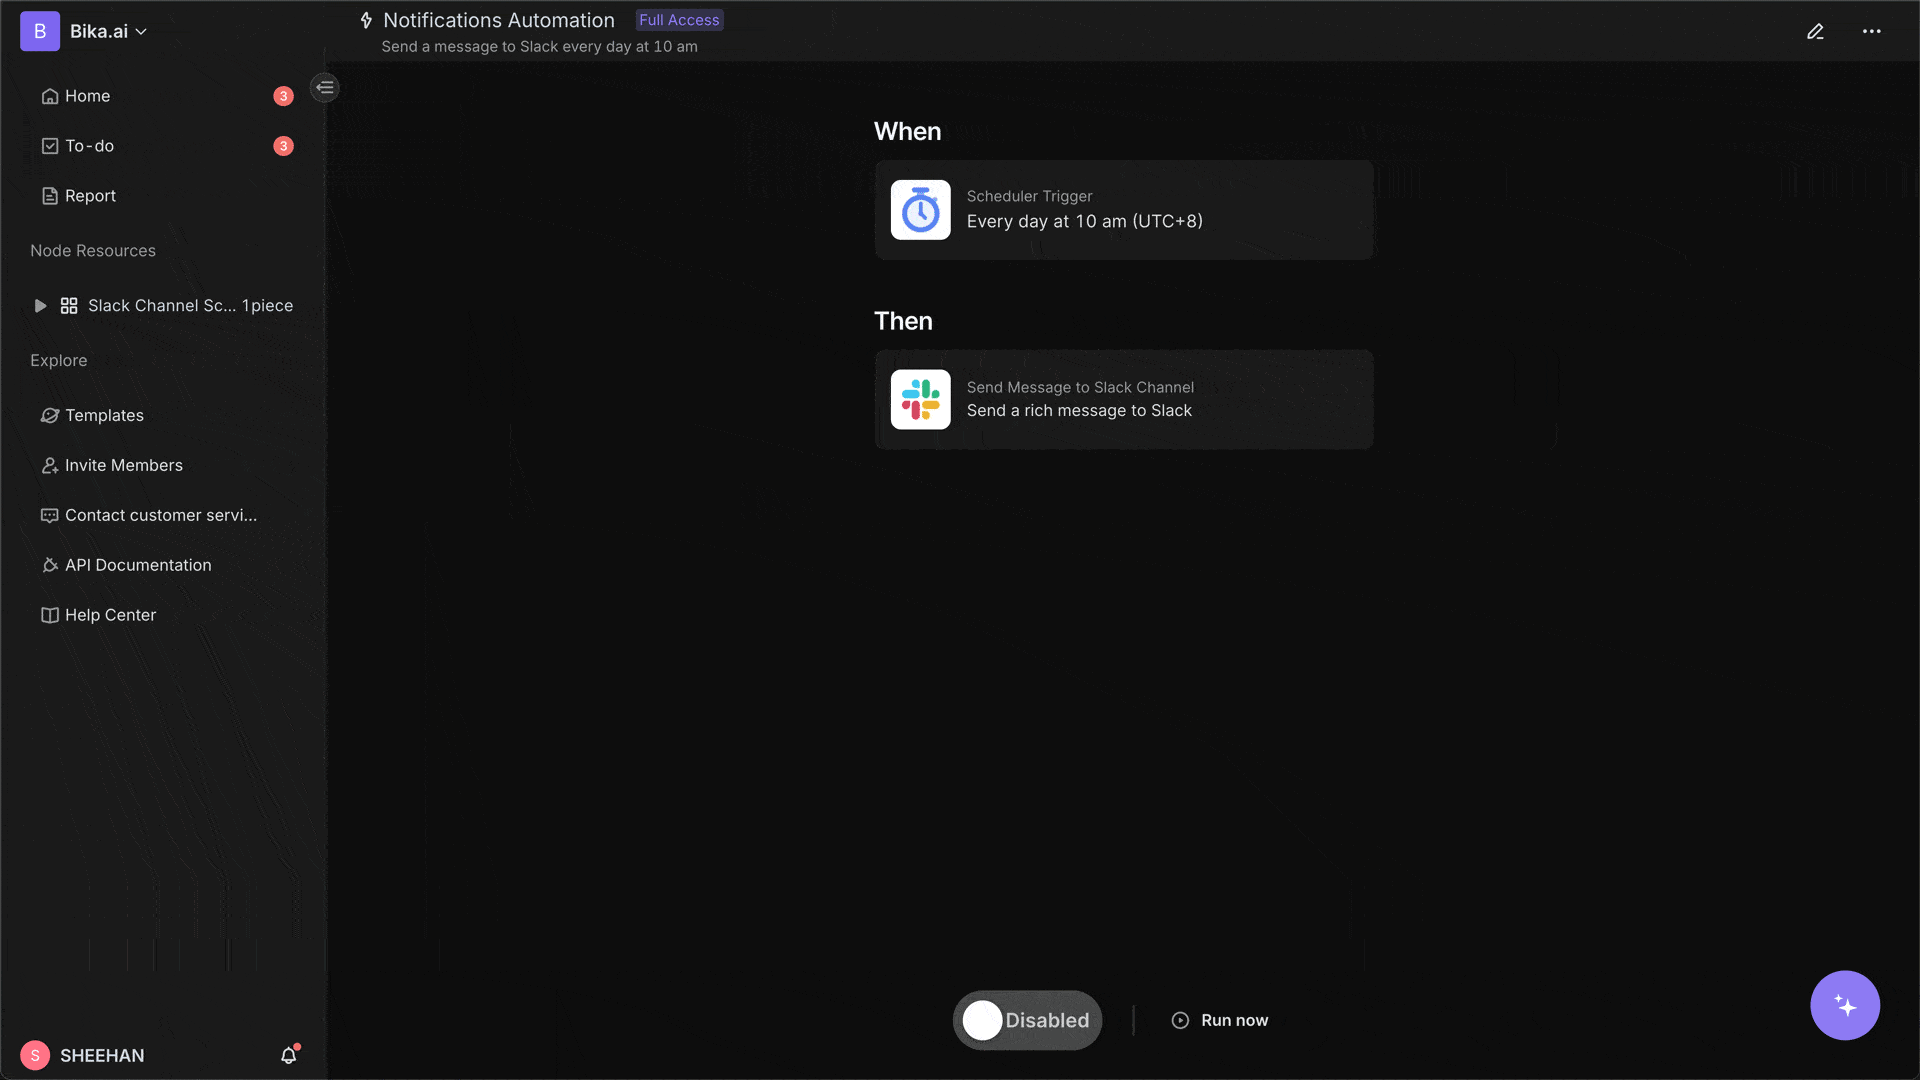 B Bika.ai
Home 3
To-do 3
Report
Node Resources
Slack Channel Sc... 1piece
Explore
Templates
Invite Members
Contact customer servi...
API Documentation
Help Center
S SHEEHAN
Notifications Automation Full Access
Send a message to Slack every day at 10 am
When
Scheduler Trigger
Every day at 10 am (UTC+8)
Then
Send Message to Slack Channel
Send a rich message to Slack
Disabled Run now